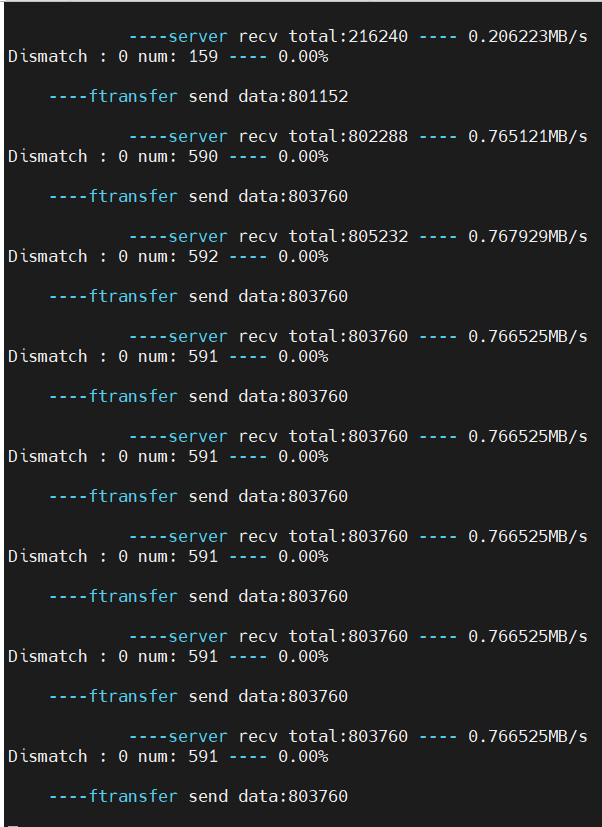 ----server recv total:216240 ---- 0.206223MB/s
Dismatch : 0 num: 159 ---- 0.00%
----ftransfer send data:801152
----server recv total:802288 ---- 0.765121MB/s
Dismatch : 0 num: 590 ---- 0.00%
----ftransfer send data:803760
----server recv total:805232 ---- 0.767929MB/s
Dismatch : 0 num: 592 ---- 0.00%
----ftransfer send data:803760
----server recv total:803760 ---- 0.766525MB/s
Dismatch : 0 num: 591 ---- 0.00%
----ftransfer send data:803760
----server recv total:803760 ---- 0.766525MB/s
Dismatch : 0 num: 591 ---- 0.00%
----ftransfer send data:803760
----server recv total:803760 ---- 0.766525MB/s
Dismatch : 0 num: 591 ---- 0.00%
----ftransfer send data:803760
----server recv total:803760 ---- 0.766525MB/s
Dismatch : 0 num: 591 ---- 0.00%
----ftransfer send data:803760
----server recv total:803760 ---- 0.766525MB/s
Dismatch : 0 num: 591 ---- 0.00%
----ftransfer send data:803760